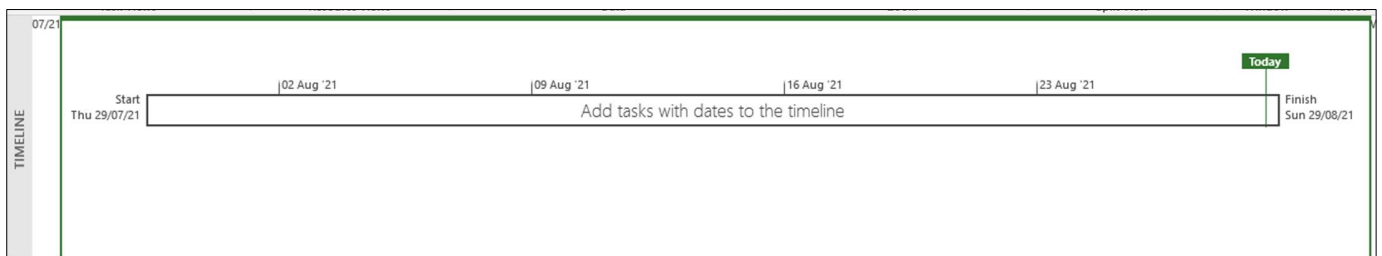 07/21
Today
02 Aug '21
09 Aug '21
16 Aug '21
23 Aug '21
Start
Thu 29/07/21
Add tasks with dates to the timeline
Finish
Sun 29/08/21
TIMELINE